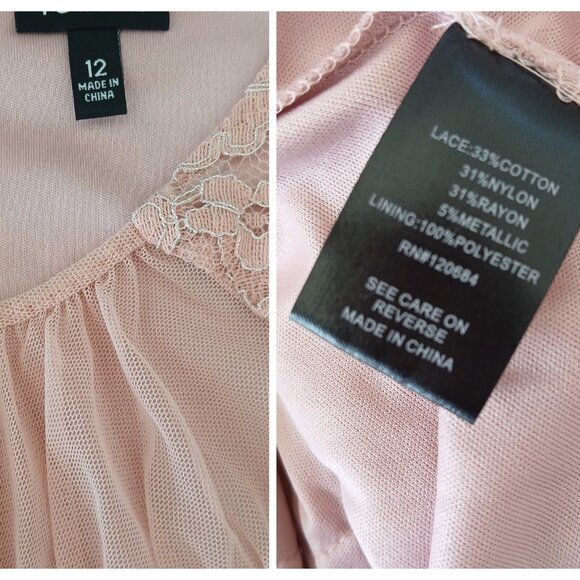 12
MADE IN
CHINA
LACE:33%COTTON
31%NYLON
31%RAYON
5%METALLIC
LINING:100%POLYESTER
RN#120684
SEE CARE ON
REVERSE
MADE IN CHINA